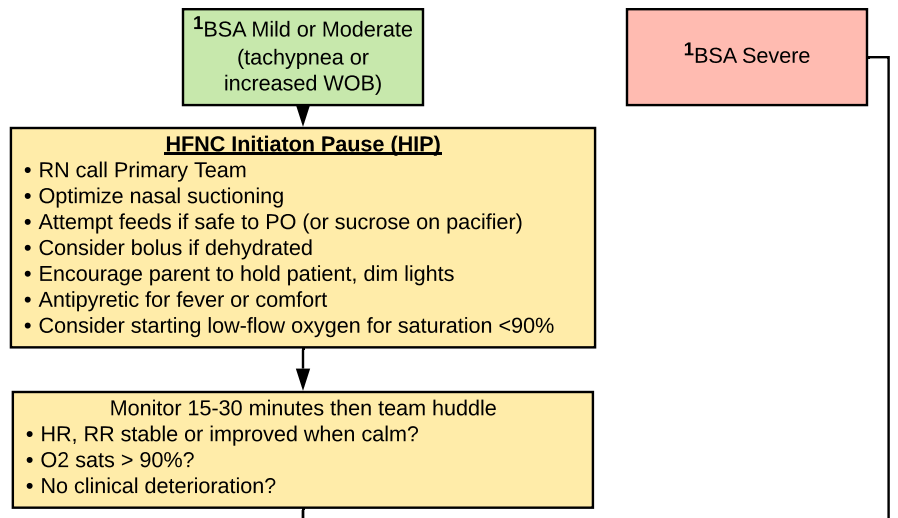 ¹BSA Mild or Moderate
(tachypnea or
increased WOB)
¹BSA Severe
HFNC Initiaton Pause (HIP)
• RN call Primary Team
• Optimize nasal suctioning
• Attempt feeds if safe to PO (or sucrose on pacifier)
• Consider bolus if dehydrated
• Encourage parent to hold patient, dim lights
• Antipyretic for fever or comfort
• Consider starting low-flow oxygen for saturation <90%
Monitor 15-30 minutes then team huddle
• HR, RR stable or improved when calm?
• O2 sats > 90%?
• No clinical deterioration?